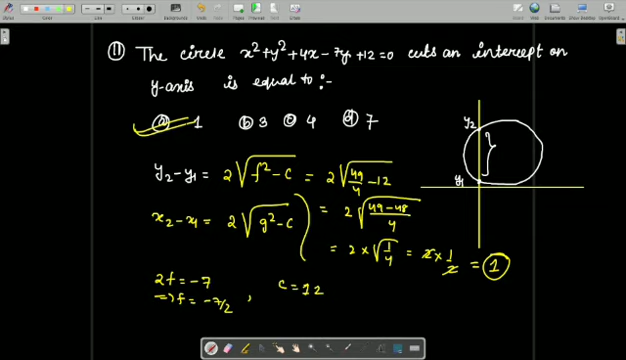 ⑪ The circle x²+y²+4x-7y+12=0 cuts an intercept on
y-axis is equal to :-
ⓐ 1 ⓑ 3 ⓒ 4 ⓓ 7
y₂
y₁
y₂-y₁ = 2√(f²-c) = 2√(49/4 -12)
x₂-x₁ = 2√(g²-c) = 2√((49-48)/4)
= 2×√(1/4) = 2×1/2 = 1
2f = -7
=> f = -7/2 , c = 12